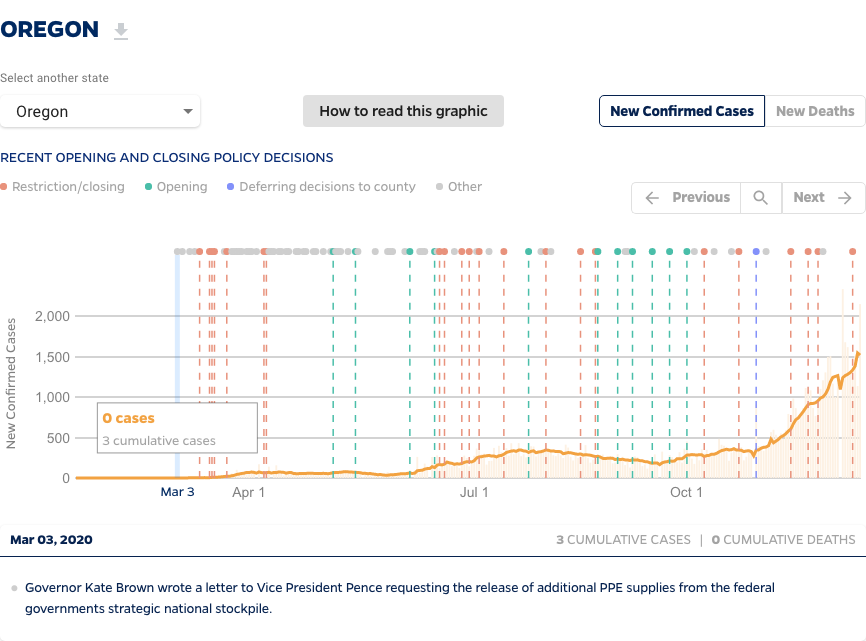 OREGON
Select another state
Oregon
How to read this graphic
New Confirmed Cases
New Deaths
RECENT OPENING AND CLOSING POLICY DECISIONS
Restriction/closing
Opening
Deferring decisions to county
Other
Previous
Next
New Confirmed Cases
2,000
1,500
1,000
500
0
0 cases
3 cumulative cases
Mar 3
Apr 1
Jul 1
Oct 1
Mar 03, 2020
3 CUMULATIVE CASES | 0 CUMULATIVE DEATHS
Governor Kate Brown wrote a letter to Vice President Pence requesting the release of additional PPE supplies from the federal
governments strategic national stockpile.